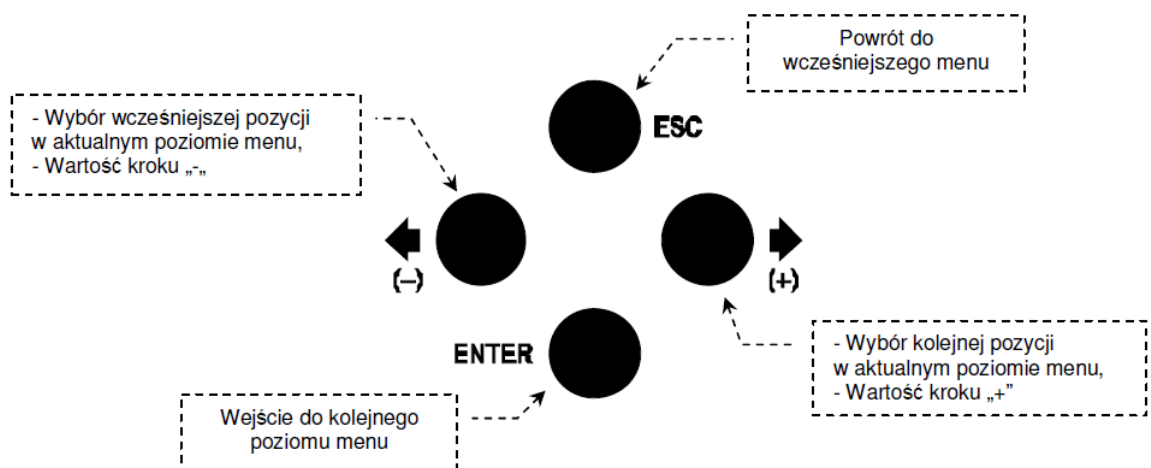 Powrót do
wcześniejszego menu
- Wybór wcześniejszej pozycji
w aktualnym poziomie menu,
- Wartość kroku „-„
ESC
(–)
(+)
ENTER
- Wybór kolejnej pozycji
w aktualnym poziomie menu,
- Wartość kroku „+”
Wejście do kolejnego
poziomu menu